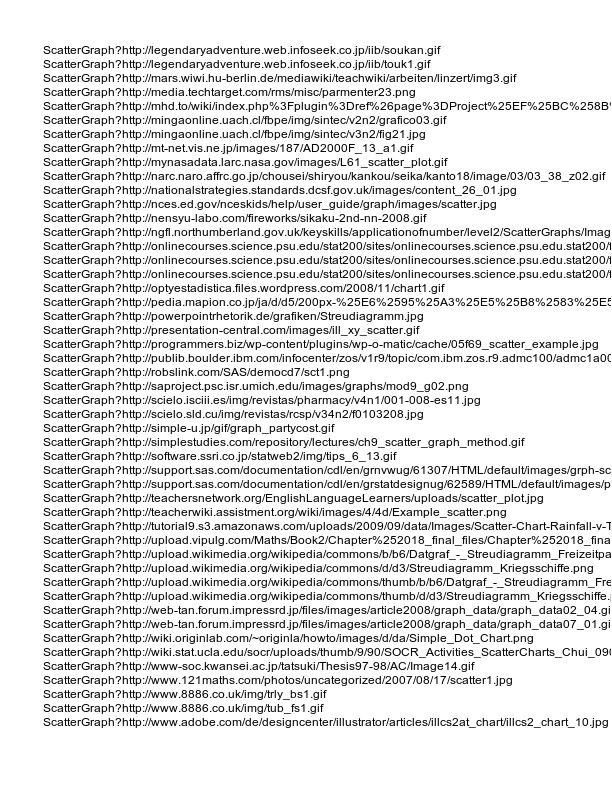 ScatterGraph?http://legendaryadventure.web.infoseek.co.jp/iib/soukan.gif
ScatterGraph?http://legendaryadventure.web.infoseek.co.jp/iib/touk1.gif
ScatterGraph?http://mars.wiwi.hu-berlin.de/mediawiki/teachwiki/arbeiten/linzert/img3.gif
ScatterGraph?http://media.techtarget.com/rms/misc/parmenter23.png
ScatterGraph?http://mhd.to/wiki/index.php%3Fplugin%3Dref%26page%3DProject%25EF%25BC%258B%
ScatterGraph?http://mingaonline.uach.cl/fbpe/img/sintec/v2n2/grafico03.gif
ScatterGraph?http://mingaonline.uach.cl/fbpe/img/sintec/v3n2/fig21.jpg
ScatterGraph?http://mt-net.vis.ne.jp/images/187/AD2000F_13_a1.gif
ScatterGraph?http://mynasadata.larc.nasa.gov/images/L61_scatter_plot.gif
ScatterGraph?http://narc.naro.affrc.go.jp/chousei/shiryou/kankou/seika/kanto18/image/03/03_38_z02.gif
ScatterGraph?http://nationalstrategies.standards.dcsf.gov.uk/images/content_26_01.jpg
ScatterGraph?http://nces.ed.gov/nceskids/help/user_guide/graph/images/scatter.jpg
ScatterGraph?http://nensyu-labo.com/fireworks/sikaku-2nd-nn-2008.gif
ScatterGraph?http://ngfl.northumberland.gov.uk/keyskills/applicationofnumber/level2/ScatterGraphs/Imag
ScatterGraph?http://onlinecourses.science.psu.edu/stat200/sites/onlinecourses.science.psu.edu.stat200/f
ScatterGraph?http://onlinecourses.science.psu.edu/stat200/sites/onlinecourses.science.psu.edu.stat200/f
ScatterGraph?http://onlinecourses.science.psu.edu/stat200/sites/onlinecourses.science.psu.edu.stat200/f
ScatterGraph?http://optyestadistica.files.wordpress.com/2008/11/chart1.gif
ScatterGraph?http://pedia.mapion.co.jp/ja/d/d5/200px-%25E6%2595%25A3%25E5%25B8%2583%25E5
ScatterGraph?http://powerpointrhetorik.de/grafiken/Streudiagramm.jpg
ScatterGraph?http://presentation-central.com/images/ill_xy_scatter.gif
ScatterGraph?http://programmers.biz/wp-content/plugins/wp-o-matic/cache/05f69_scatter_example.jpg
ScatterGraph?http://publib.boulder.ibm.com/infocenter/zos/v1r9/topic/com.ibm.zos.r9.admc100/admc1a00
ScatterGraph?http://robslink.com/SAS/democd7/sct1.png
ScatterGraph?http://saproject.psc.isr.umich.edu/images/graphs/mod9_g02.png
ScatterGraph?http://scielo.isciii.es/img/revistas/pharmacy/v4n1/001-008-es11.jpg
ScatterGraph?http://scielo.sld.cu/img/revistas/rcsp/v34n2/f0103208.jpg
ScatterGraph?http://simple-u.jp/gif/graph_partycost.gif
ScatterGraph?http://simplestudies.com/repository/lectures/ch9_scatter_graph_method.gif
ScatterGraph?http://software.ssri.co.jp/statweb2/img/tips_6_13.gif
ScatterGraph?http://support.sas.com/documentation/cdl/en/grnvwug/61307/HTML/default/images/grph-sc
ScatterGraph?http://support.sas.com/documentation/cdl/en/grstatdesignug/62589/HTML/default/images/p
ScatterGraph?http://teachersnetwork.org/EnglishLanguageLearners/uploads/scatter_plot.jpg
ScatterGraph?http://teacherwiki.assistment.org/wiki/images/4/4d/Example_scatter.png
ScatterGraph?http://tutorial9.s3.amazonaws.com/uploads/2009/09/data/Images/Scatter-Chart-Rainfall-v-T
ScatterGraph?http://upload.vipulg.com/Maths/Book2/Chapter%252018_final_files/Chapter%252018_fina
ScatterGraph?http://upload.wikimedia.org/wikipedia/commons/b/b6/Datgraf_-_Streudiagramm_Freizeitpa
ScatterGraph?http://upload.wikimedia.org/wikipedia/commons/d/d3/Streudiagramm_Kriegsschiffe.png
ScatterGraph?http://upload.wikimedia.org/wikipedia/commons/thumb/b/b6/Datgraf_-_Streudiagramm_Fre
ScatterGraph?http://upload.wikimedia.org/wikipedia/commons/thumb/d/d3/Streudiagramm_Kriegsschiffe.p
ScatterGraph?http://web-tan.forum.impressrd.jp/files/images/article2008/graph_data/graph_data02_04.gi
ScatterGraph?http://web-tan.forum.impressrd.jp/files/images/article2008/graph_data/graph_data07_01.gi
ScatterGraph?http://wiki.originlab.com/~originla/howto/images/d/da/Simple_Dot_Chart.png
ScatterGraph?http://wiki.stat.ucla.edu/socr/uploads/thumb/9/90/SOCR_Activities_ScatterCharts_Chui_090
ScatterGraph?http://www-soc.kwansei.ac.jp/tatsuki/Thesis97-98/AC/Image14.gif
ScatterGraph?http://www.121maths.com/photos/uncategorized/2007/08/17/scatter1.jpg
ScatterGraph?http://www.8886.co.uk/img/trly_bs1.gif
ScatterGraph?http://www.8886.co.uk/img/tub_fs1.gif
ScatterGraph?http://www.adobe.com/de/designcenter/illustrator/articles/illcs2at_chart/illcs2_chart_10.jpg